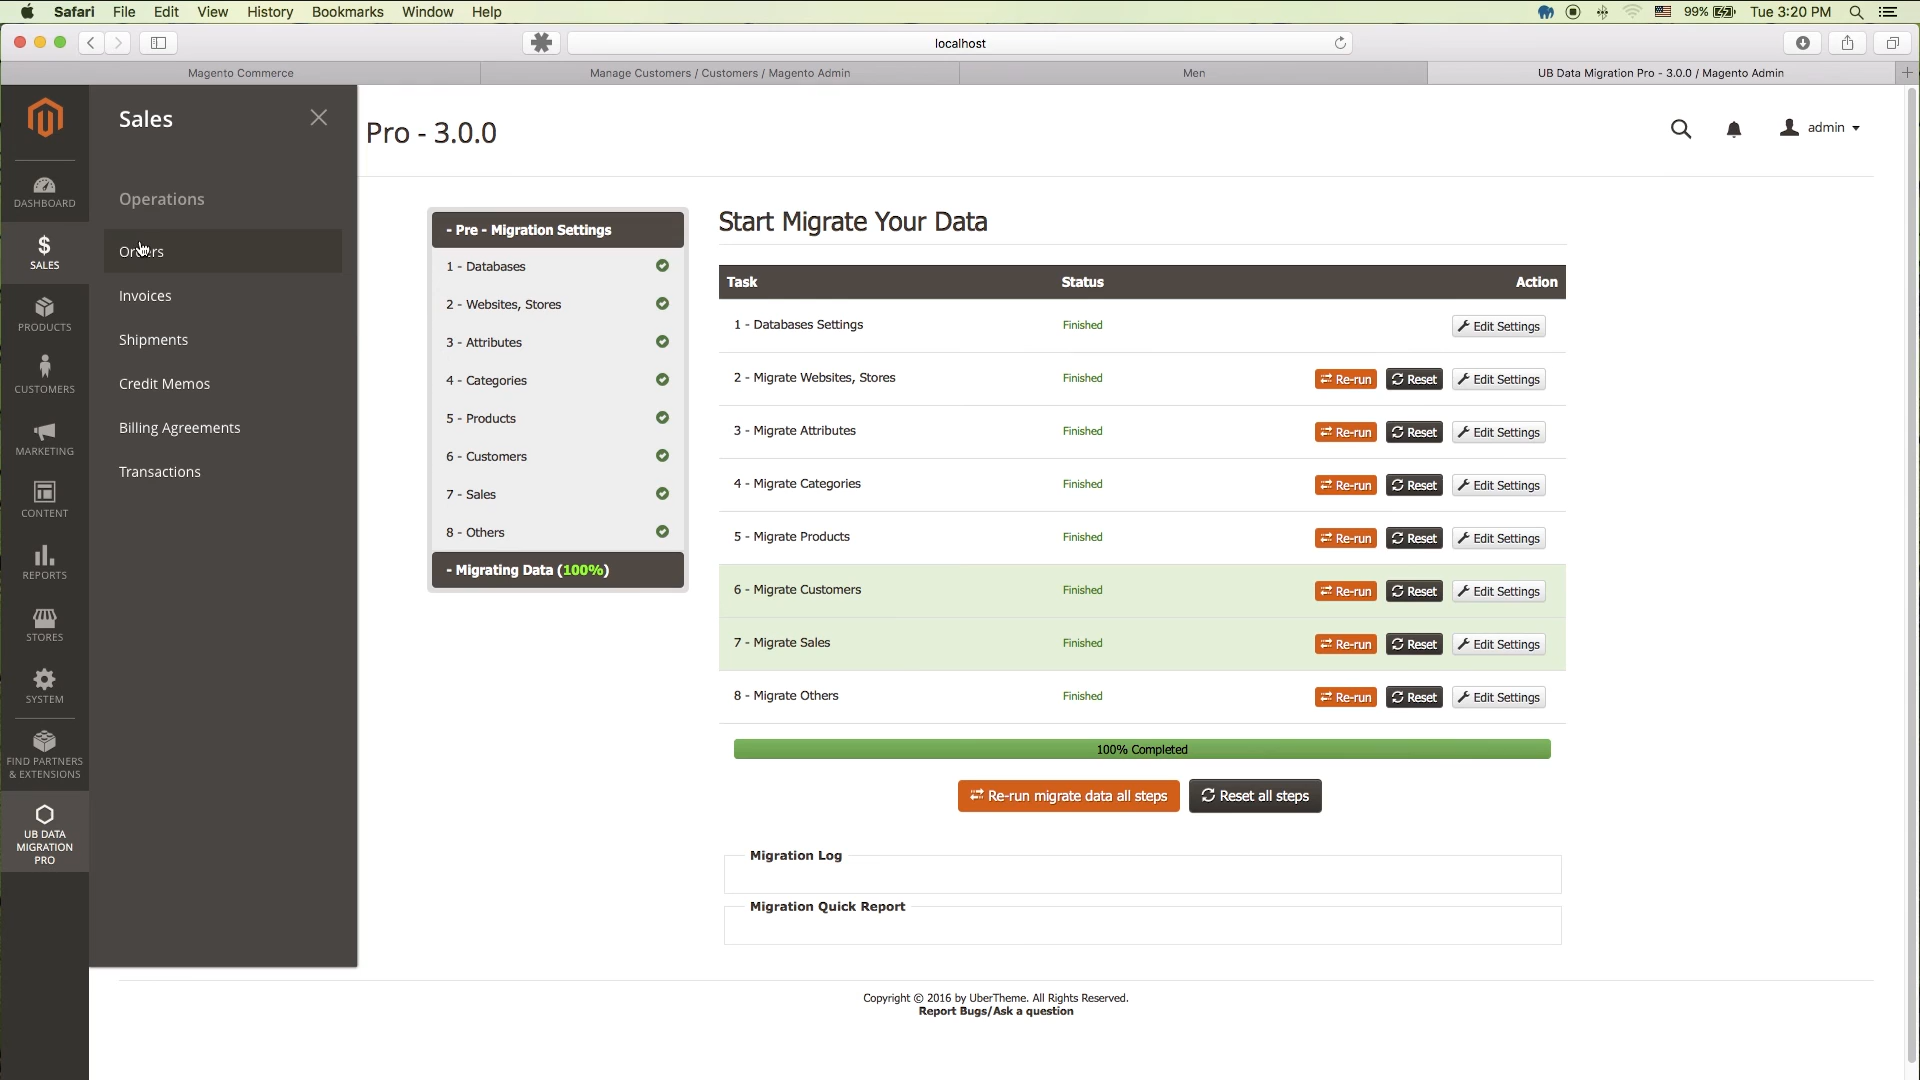 Safari File Edit View History Bookmarks Window Help 99% Tue 3:20 PM
localhost
Magento Commerce
Manage Customers / Customers / Magento Admin
Men
UB Data Migration Pro - 3.0.0 / Magento Admin
Sales
Pro - 3.0.0
admin
DASHBOARD
SALES
PRODUCTS
CUSTOMERS
MARKETING
CONTENT
REPORTS
STORES
SYSTEM
FIND PARTNERS
& EXTENSIONS
UB DATA
MIGRATION
PRO
Operations
Orders
Invoices
Shipments
Credit Memos
Billing Agreements
Transactions
- Pre - Migration Settings
1 - Databases
2 - Websites, Stores
3 - Attributes
4 - Categories
5 - Products
6 - Customers
7 - Sales
8 - Others
- Migrating Data (100%)
Start Migrate Your Data
Task Status Action
1 - Databases Settings Finished Edit Settings
2 - Migrate Websites, Stores Finished Re-run Reset Edit Settings
3 - Migrate Attributes Finished Re-run Reset Edit Settings
4 - Migrate Categories Finished Re-run Reset Edit Settings
5 - Migrate Products Finished Re-run Reset Edit Settings
6 - Migrate Customers Finished Re-run Reset Edit Settings
7 - Migrate Sales Finished Re-run Reset Edit Settings
8 - Migrate Others Finished Re-run Reset Edit Settings
100% Completed
Re-run migrate data all steps Reset all steps
Migration Log
Migration Quick Report
Copyright © 2016 by UberTheme. All Rights Reserved.
Report Bugs/Ask a question